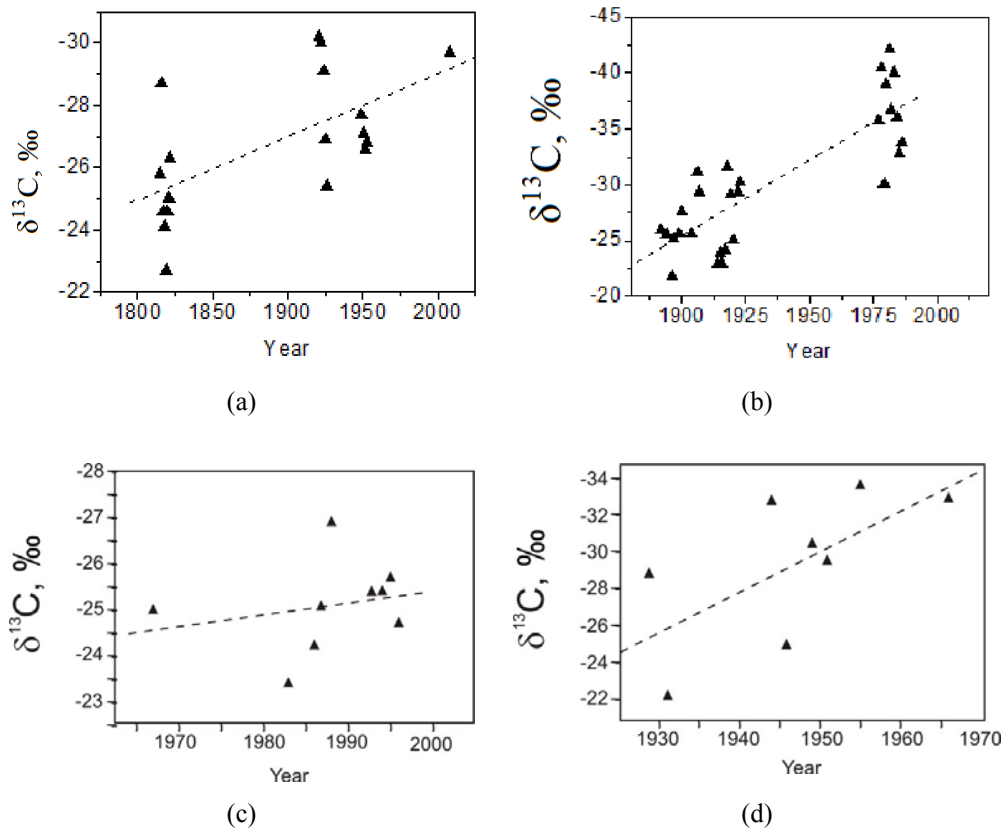 δ¹³C, ‰
-30
-28
-26
-24
-22
1800 1850 1900 1950 2000
Year
(a)
δ¹³C, ‰
-45
-40
-35
-30
-25
-20
1900 1925 1950 1975 2000
Year
(b)
δ¹³C, ‰
-28
-27
-26
-25
-24
-23
1970 1980 1990 2000
Year
(c)
δ¹³C, ‰
-34
-32
-30
-28
-26
-24
-22
1930 1940 1950 1960 1970
Year
(d)